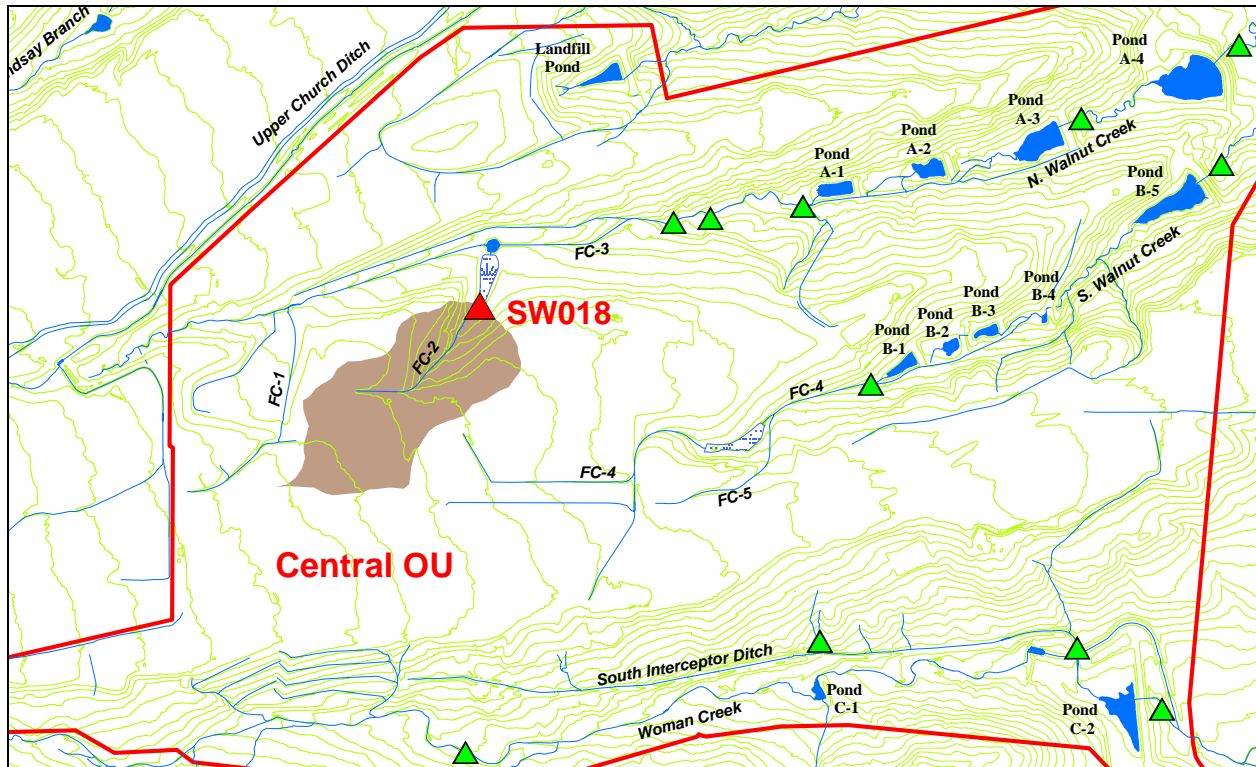 ndsay Branch
Upper Church Ditch
Landfill
Pond
Pond
A-4
Pond
A-3
Pond
A-2
Pond
A-1
N. Walnut Creek
Pond
B-5
S. Walnut Creek
FC-3
SW018
Pond
B-4
Pond
B-3
Pond
B-2
Pond
B-1
FC-2
FC-1
FC-4
FC-4
FC-5
Central OU
South Interceptor Ditch
Woman Creek
Pond
C-1
Pond
C-2